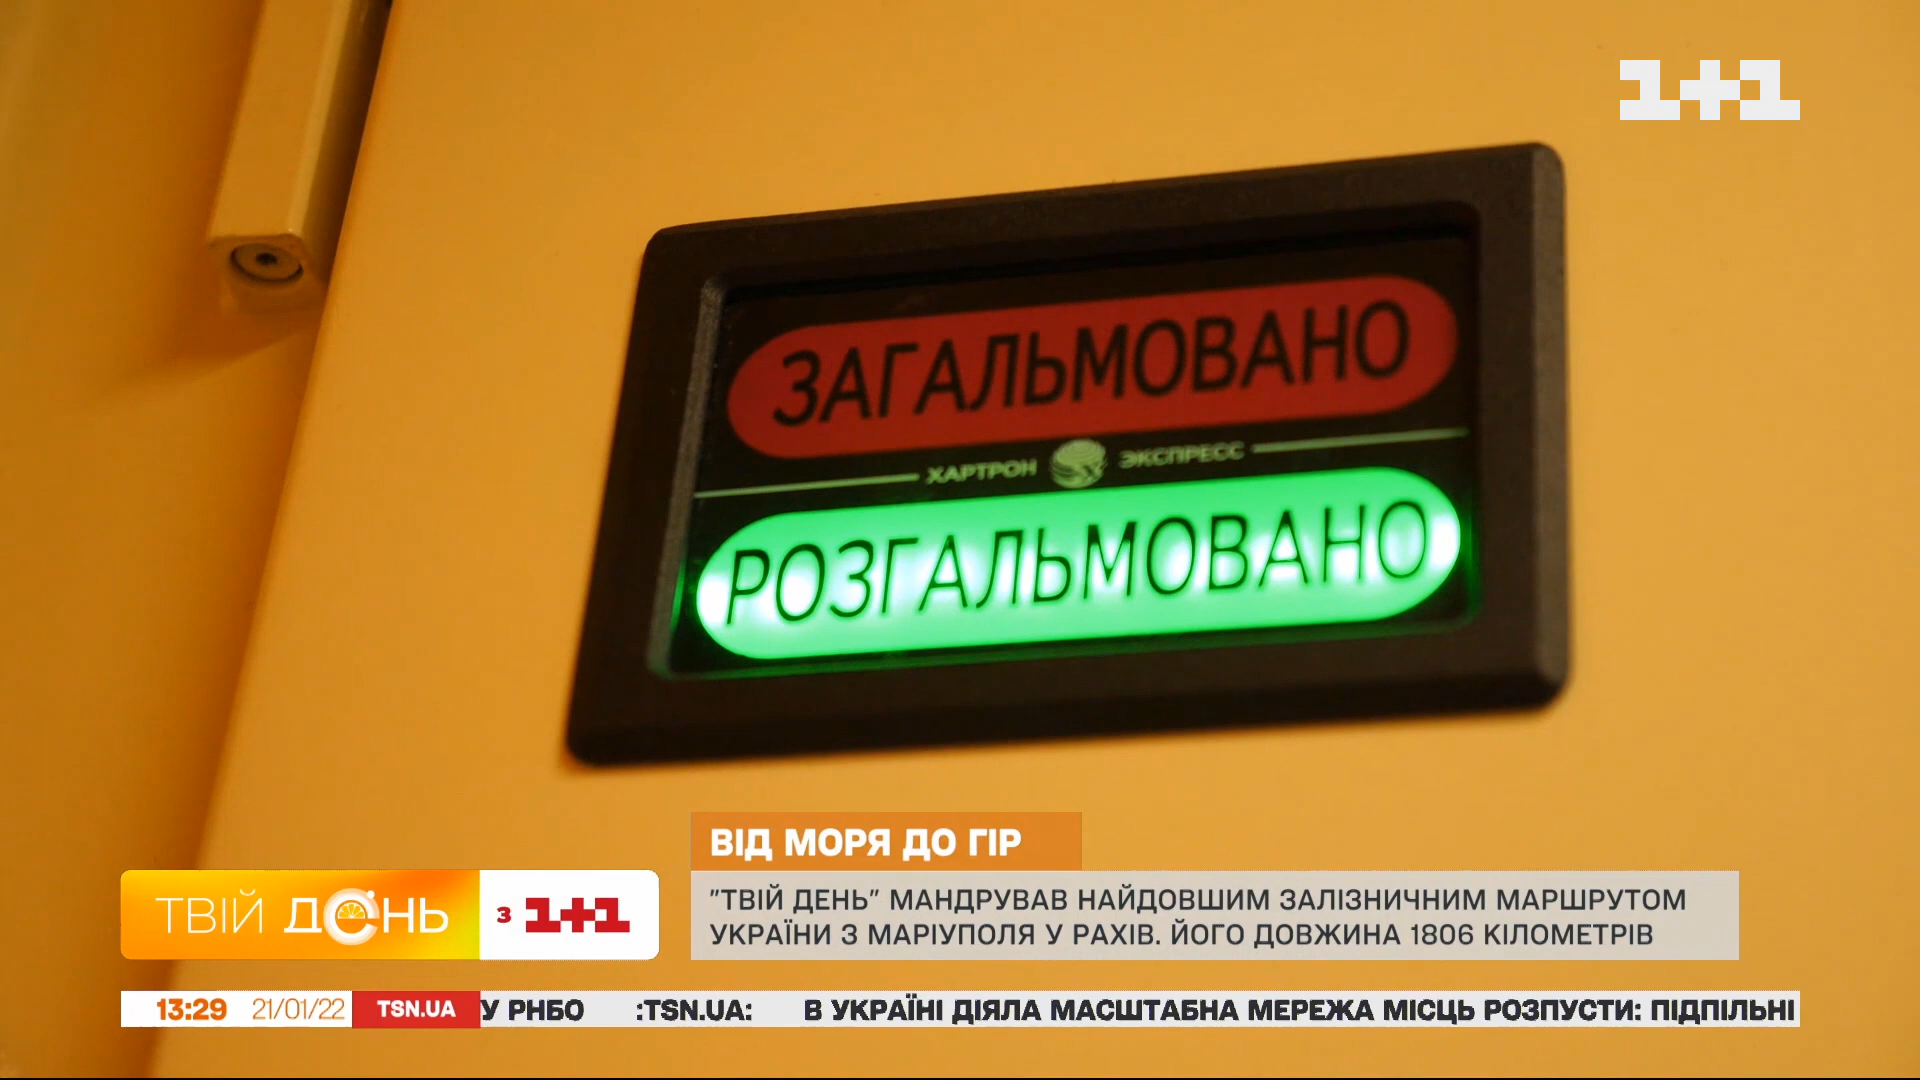 1+1
ЗАГАЛЬМОВАНО
ХАРТРОН ЭКСПРЕСС
РОЗГАЛЬМОВАНО
ВІД МОРЯ ДО ГІР
"ТВІЙ ДЕНЬ" МАНДРУВАВ НАЙДОВШИМ ЗАЛІЗНИЧНИМ МАРШРУТОМ
УКРАЇНИ З МАРІУПОЛЯ У РАХІВ. ЙОГО ДОВЖИНА 1806 КІЛОМЕТРІВ
ТВІЙ ДЕНЬ З 1+1
13:29 21/01/22 TSN.UA У РНБО :TSN.UA: В УКРАЇНІ ДІЯЛА МАСШТАБНА МЕРЕЖА МІСЦЬ РОЗПУСТИ: ПІДПІЛЬНІ